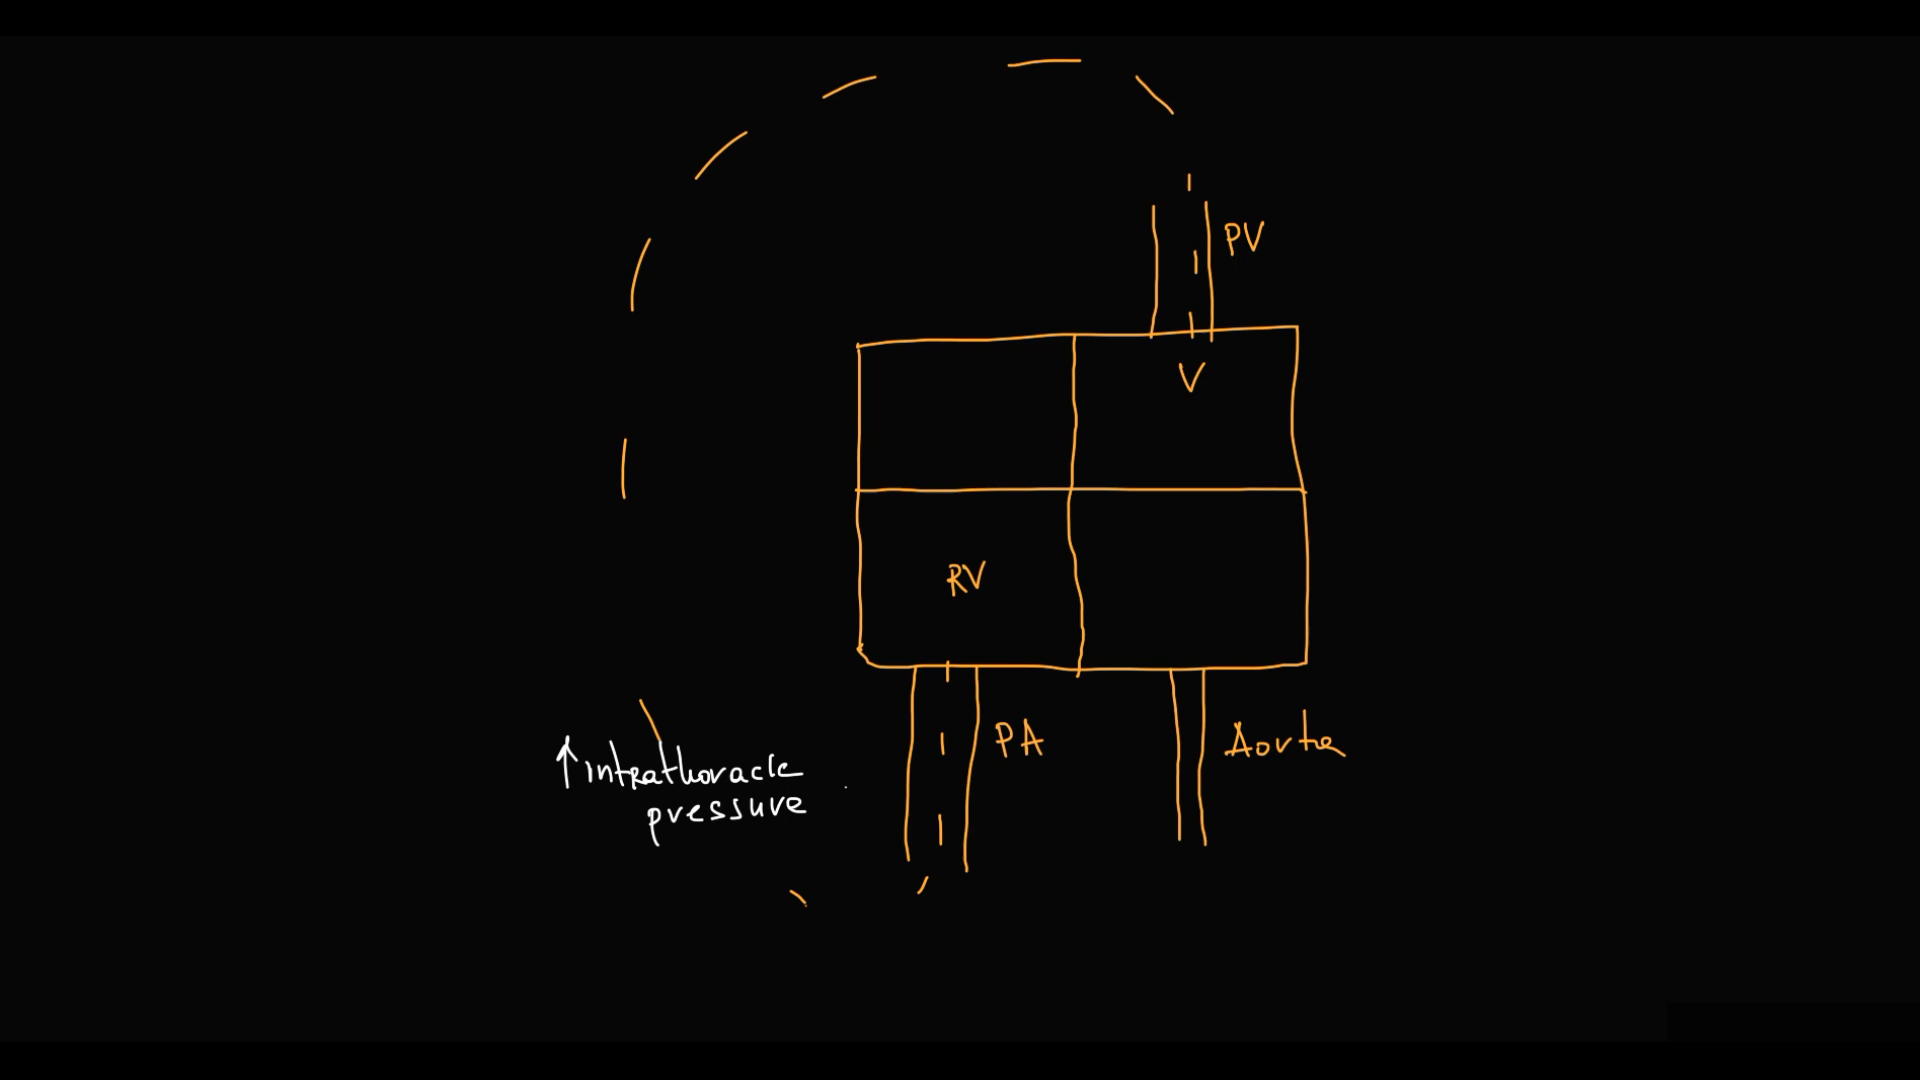 PV
V
RV
PA
Aorta
↑ intrathoracic
pressure